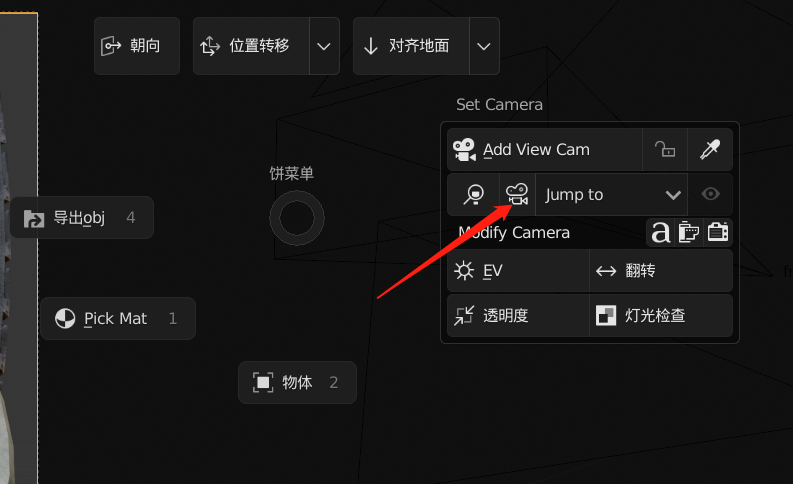 朝向
位置转移
对齐地面
Set Camera
Add View Cam
饼菜单
Jump to
导出obj 4
Modify Camera
a
EV
翻转
Pick Mat 1
透明度
灯光检查
物体 2